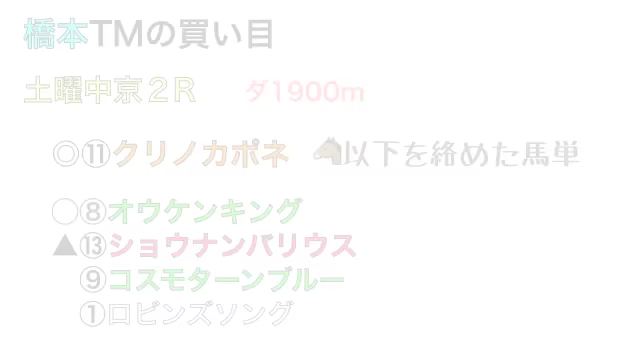 橋本TMの買い目
土曜中京２R ダ1900m
◎⑪クリノカポネ 以下を絡めた馬単
○⑧オウケンキング
▲⑬ショウナンバリウス
⑨コスモターンブルー
①ロビンズソング